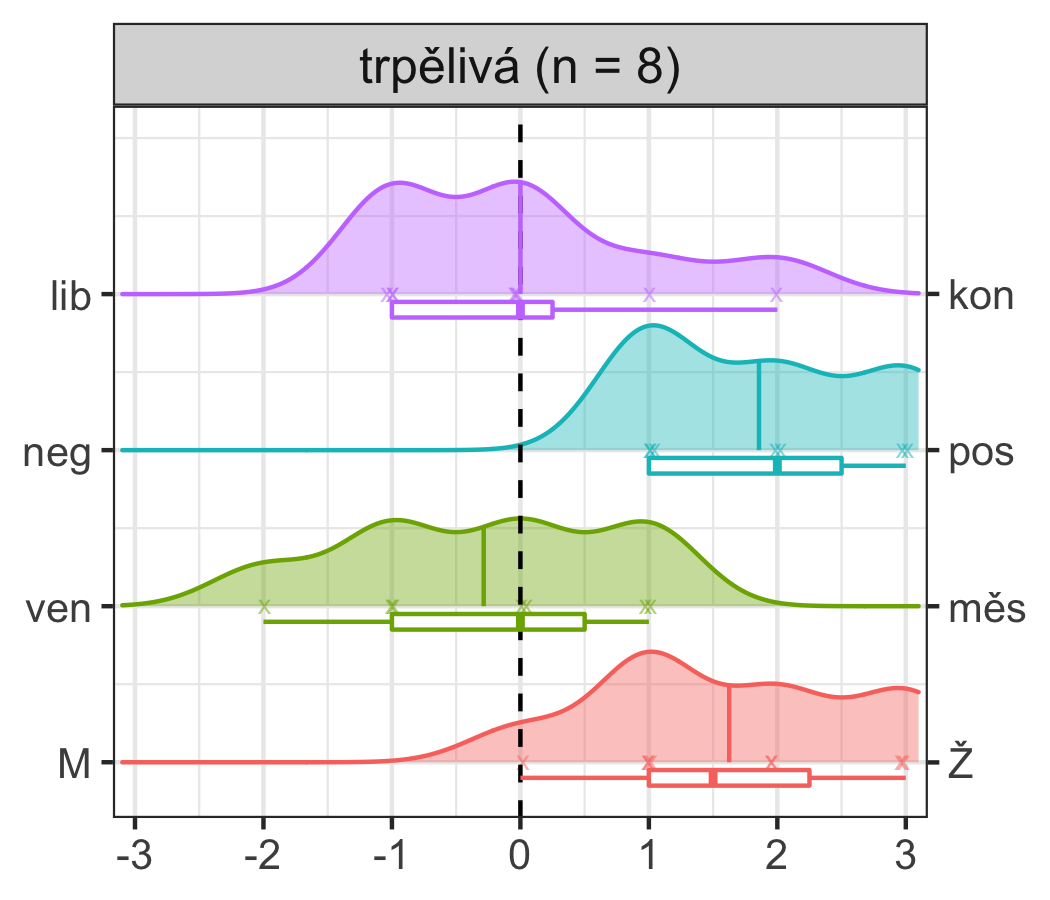 trpělivá (n = 8)
lib kon
neg pos
ven měs
M Ž
-3 -2 -1 0 1 2 3